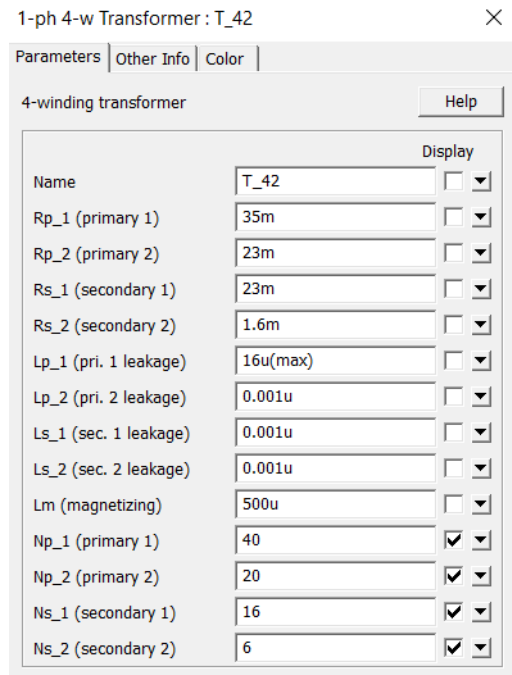 1-ph 4-w Transformer : T_42
Parameters Other Info Color
4-winding transformer Help
Display
Name T_42
Rp_1 (primary 1) 35m
Rp_2 (primary 2) 23m
Rs_1 (secondary 1) 23m
Rs_2 (secondary 2) 1.6m
Lp_1 (pri. 1 leakage) 16u(max)
Lp_2 (pri. 2 leakage) 0.001u
Ls_1 (sec. 1 leakage) 0.001u
Ls_2 (sec. 2 leakage) 0.001u
Lm (magnetizing) 500u
Np_1 (primary 1) 40
Np_2 (primary 2) 20
Ns_1 (secondary 1) 16
Ns_2 (secondary 2) 6